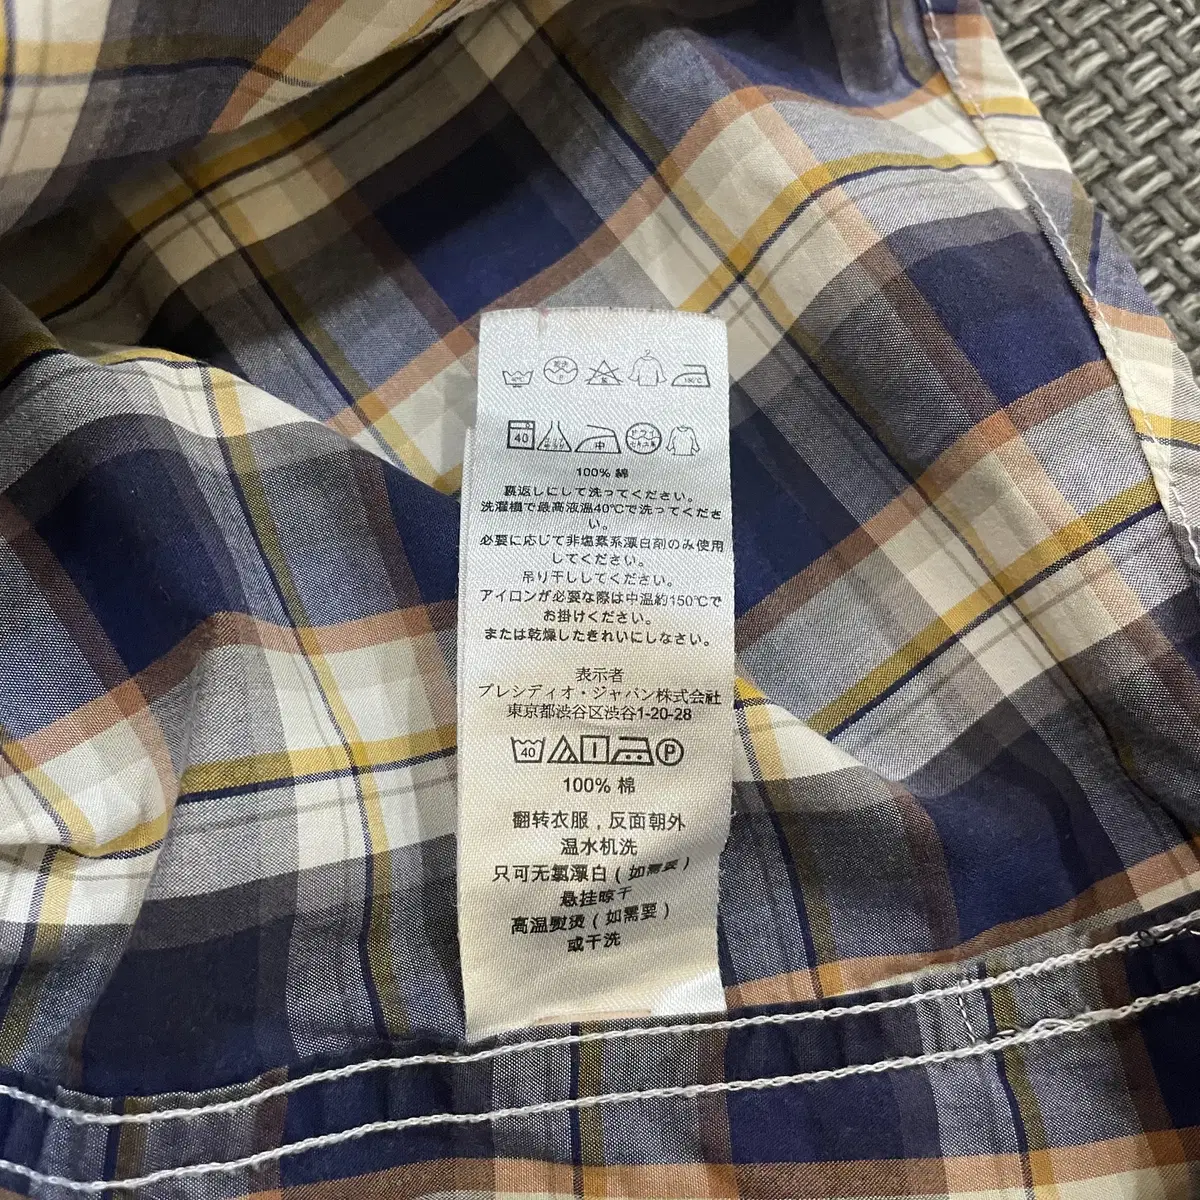 40
中
100% 綿
裏返しにして洗ってください。
洗濯機で最高液温40℃で洗ってくださ
い。
必要に応じて非塩素系漂白剤のみ使用
してください。
吊り干ししてください。
アイロンが必要な際は中温約150℃で
お掛けください。
または乾燥したきれいにしなさい。
表示者
プレシディオ・ジャパン株式会社
東京都渋谷区渋谷1-20-28
40 P
100% 棉
翻转衣服，反面朝外
温水机洗
只可无氯漂白（如需要）
悬挂晾干
高温熨烫（如需要）
或干洗